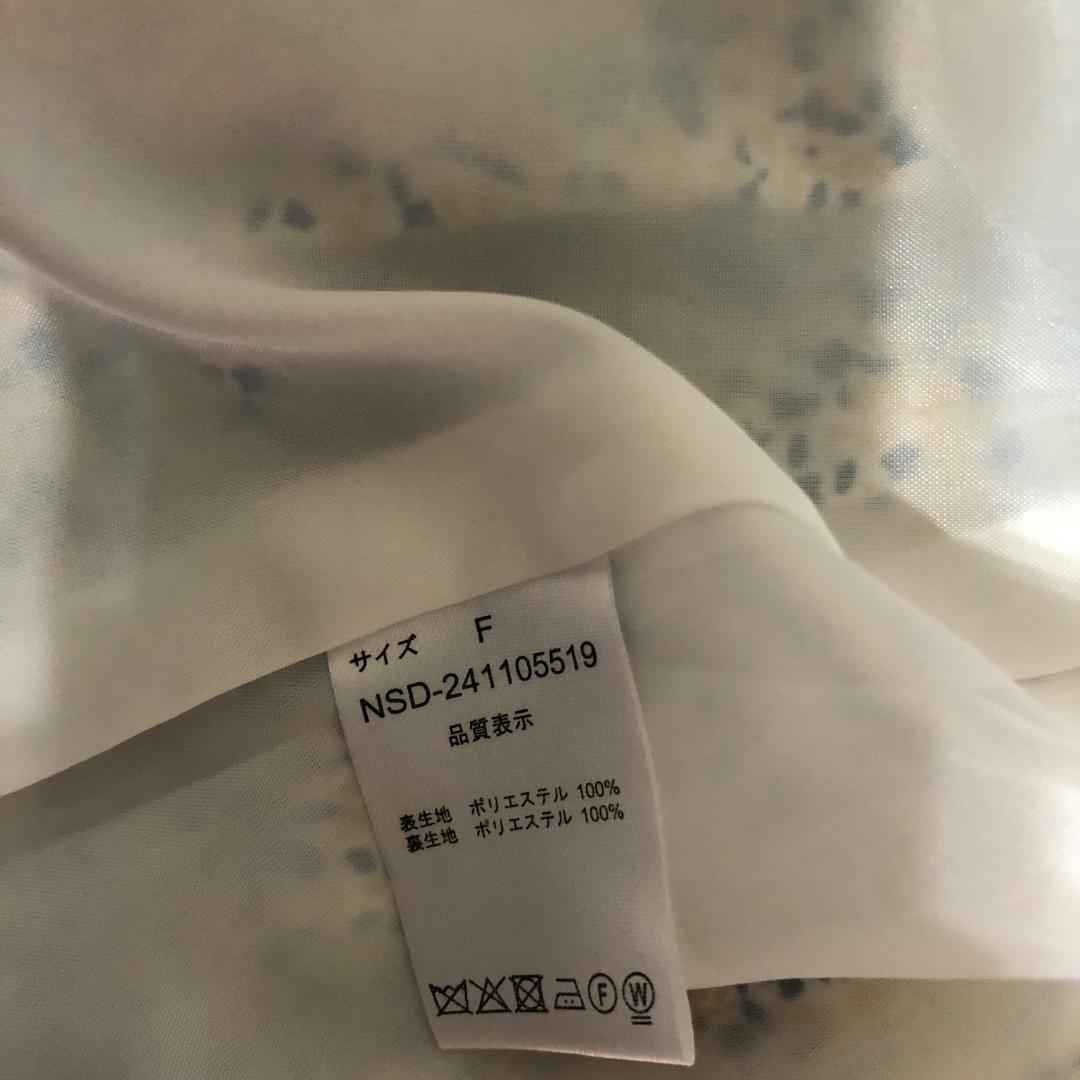 サイズ F
NSD-241105519
品質表示
表生地 ポリエステル 100%
裏生地 ポリエステル 100%
F W